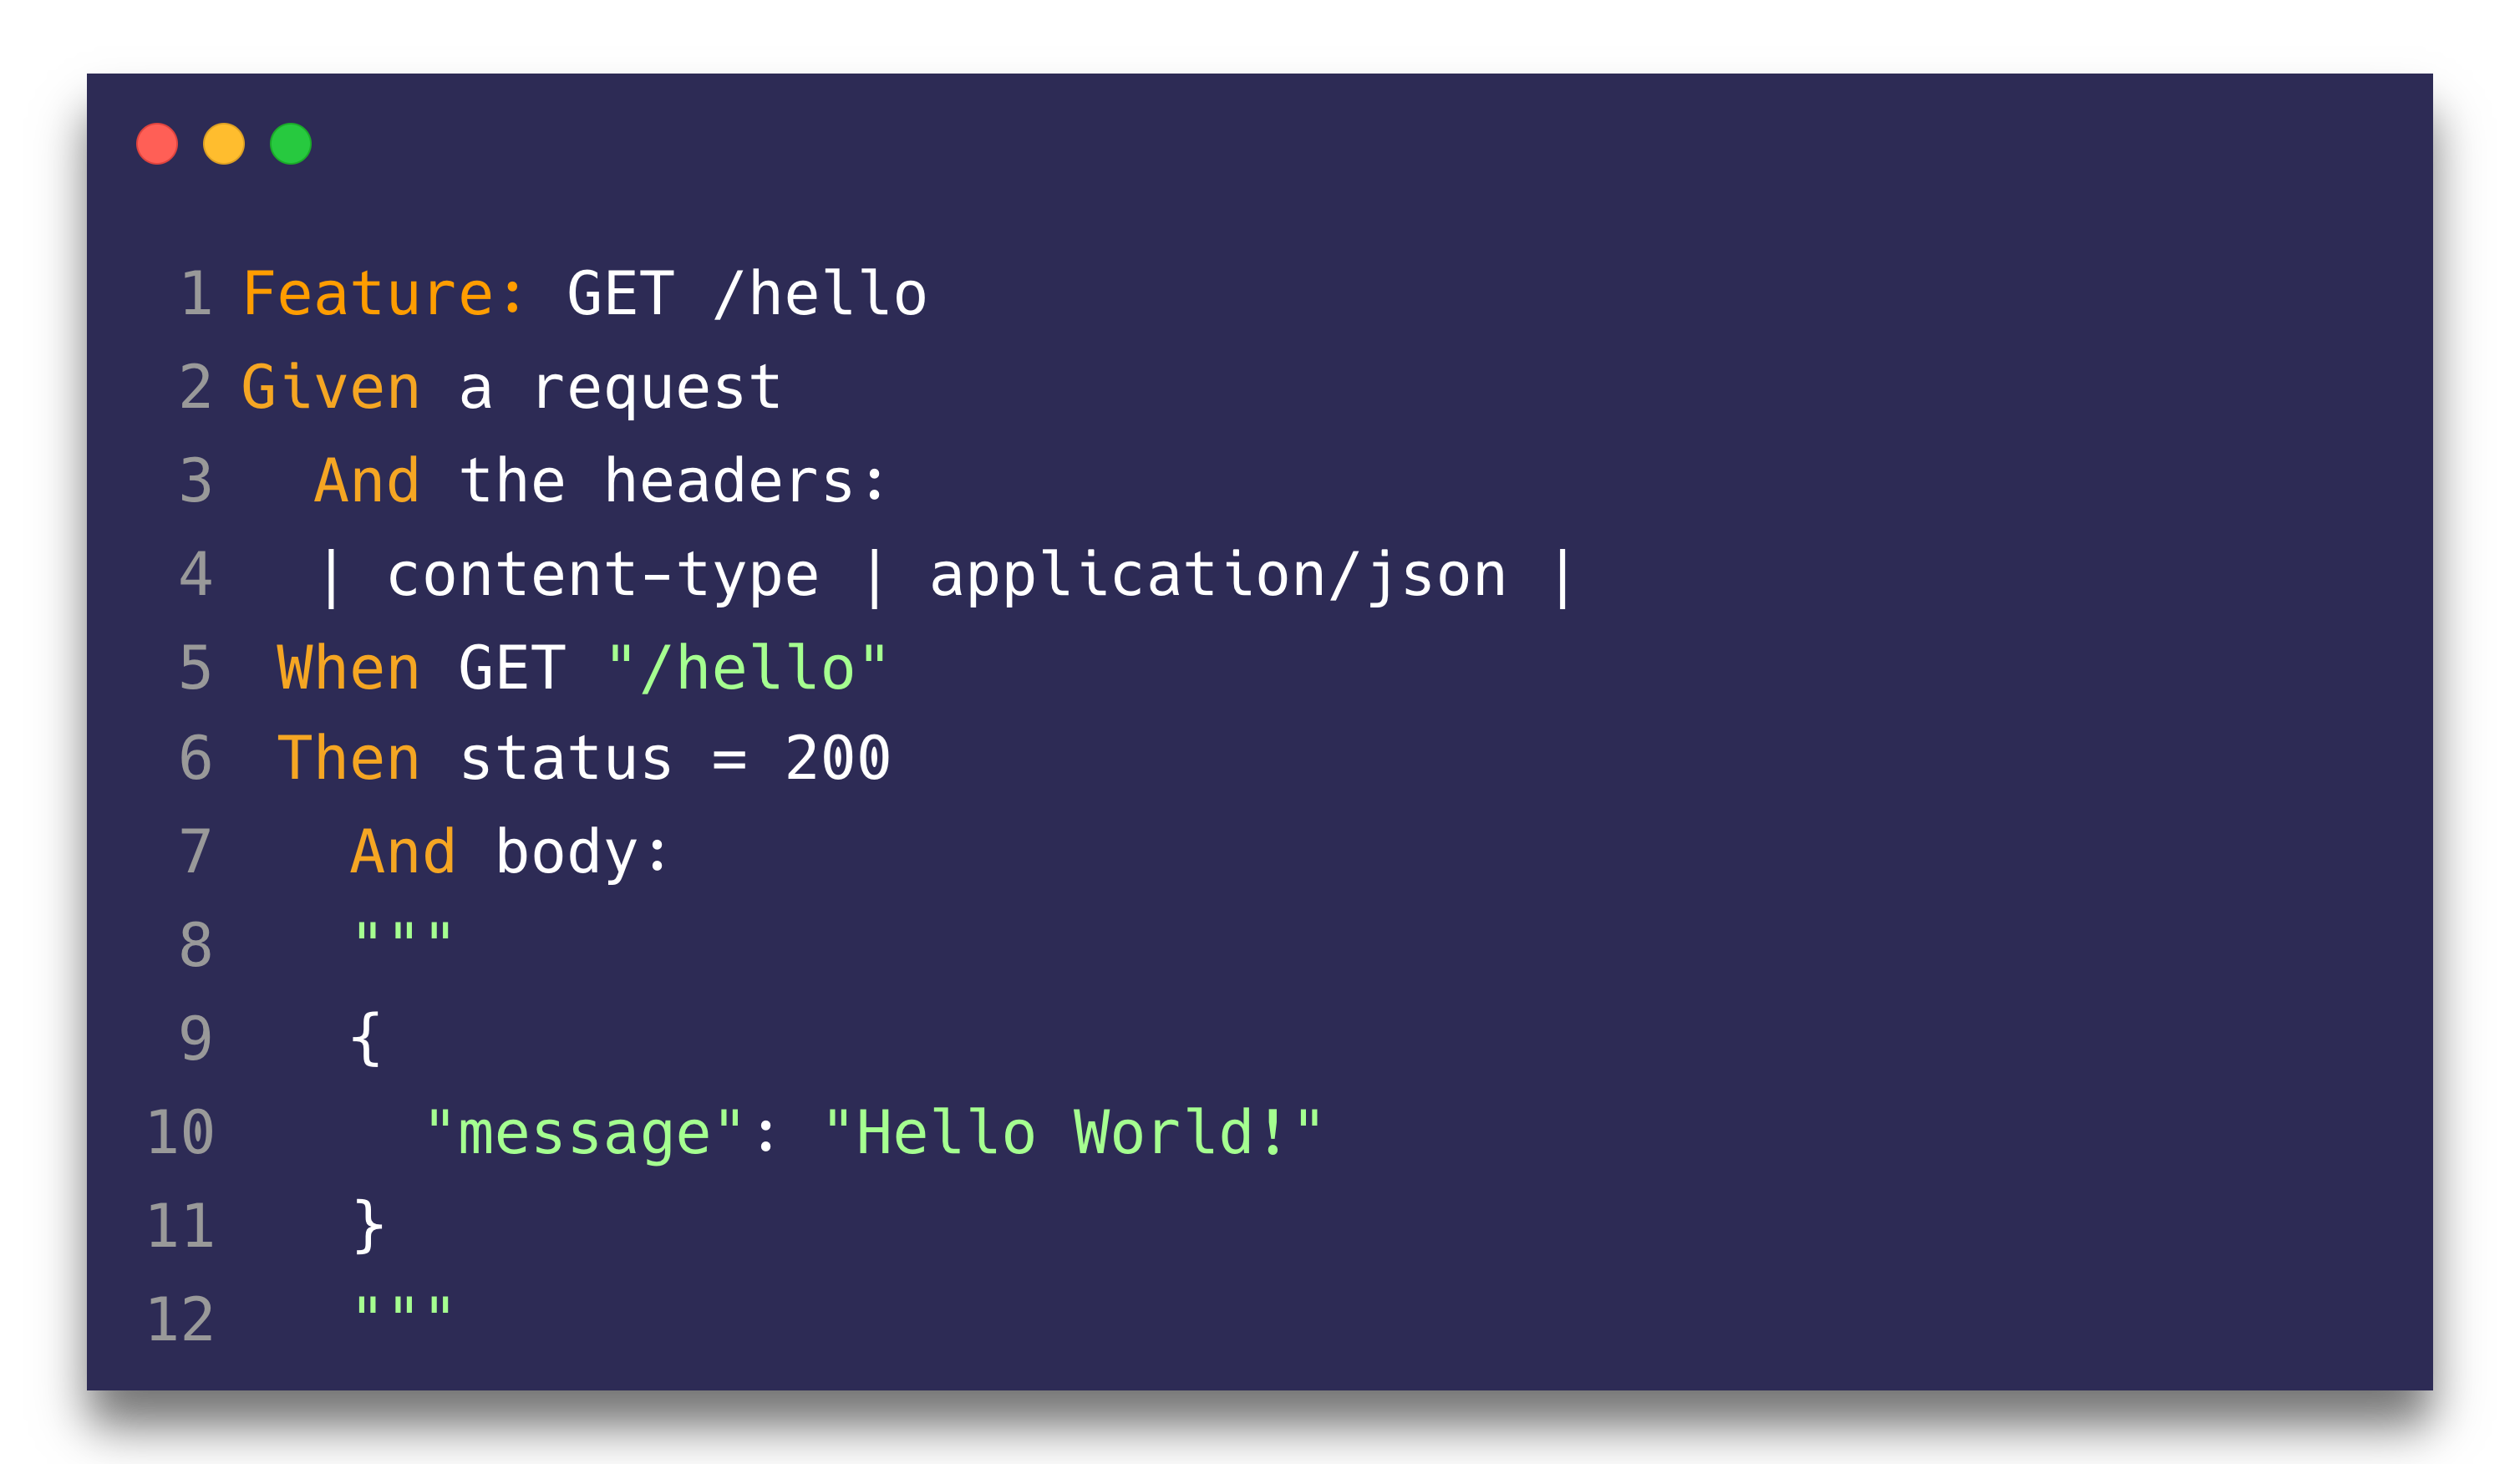 1 Feature: GET /hello
2 Given a request
3   And the headers:
4   | content-type | application/json |
5  When GET "/hello"
6  Then status = 200
7    And body:
8    """
9    {
10      "message": "Hello World!"
11    }
12    """